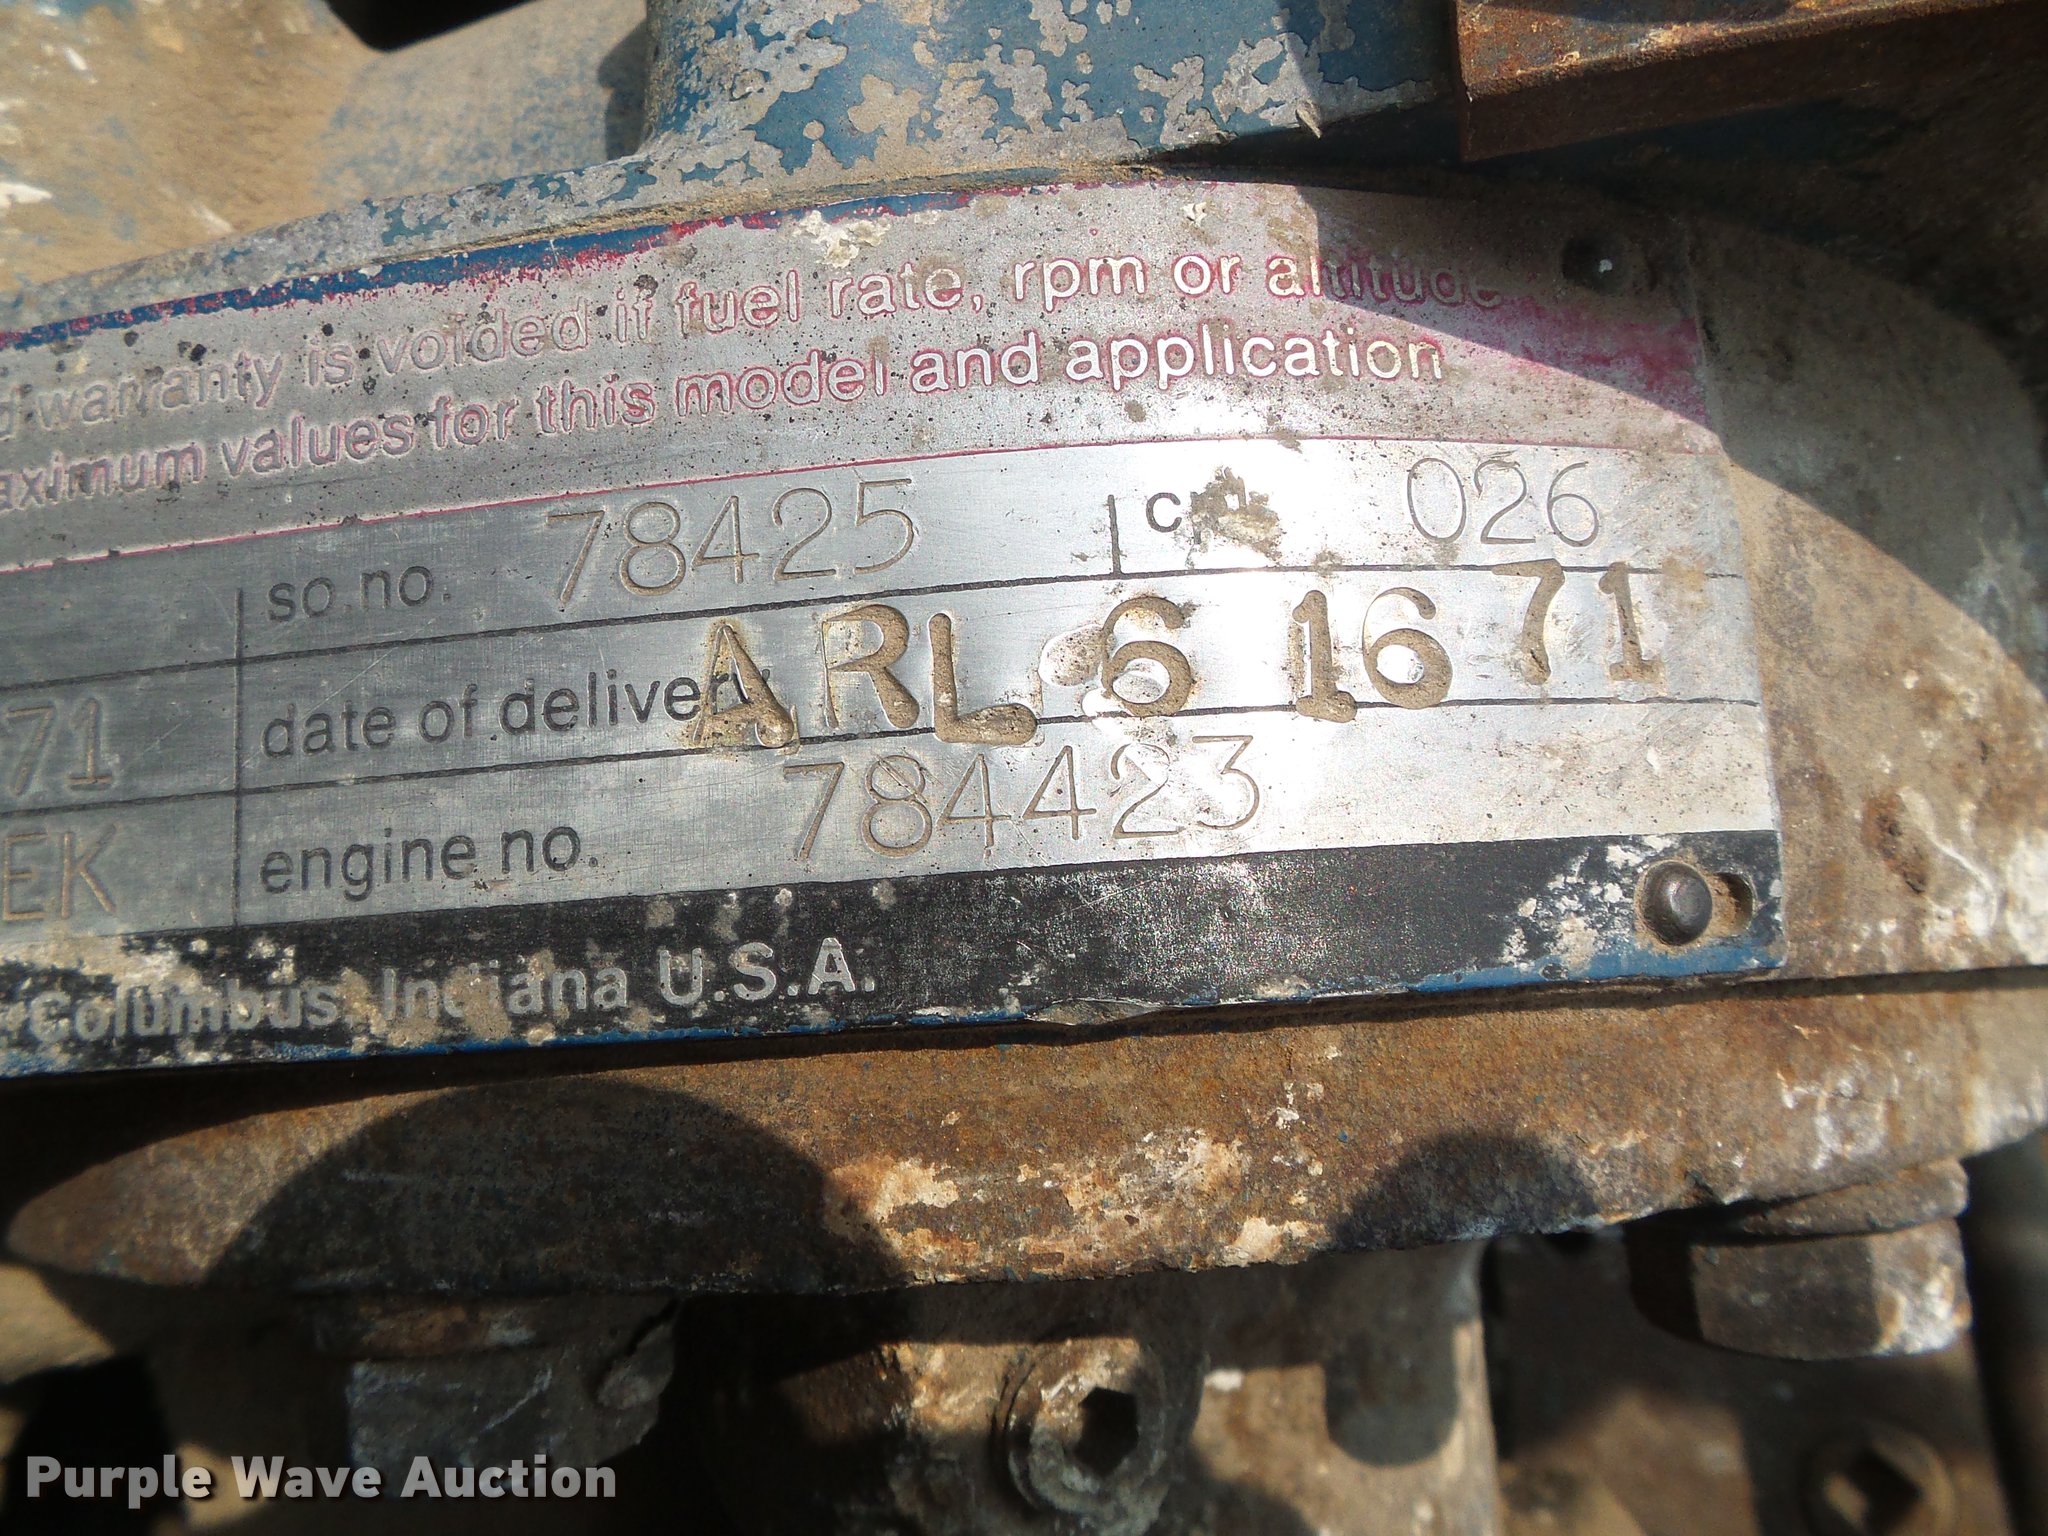 warranty is voided if fuel rate, rpm or altitude
values for this model and application
so.no. 78425 026
71 date of delivery ARL 6 16 71
EK engine no. 784423
Columbus, Indiana U.S.A.
Purple Wave Auction